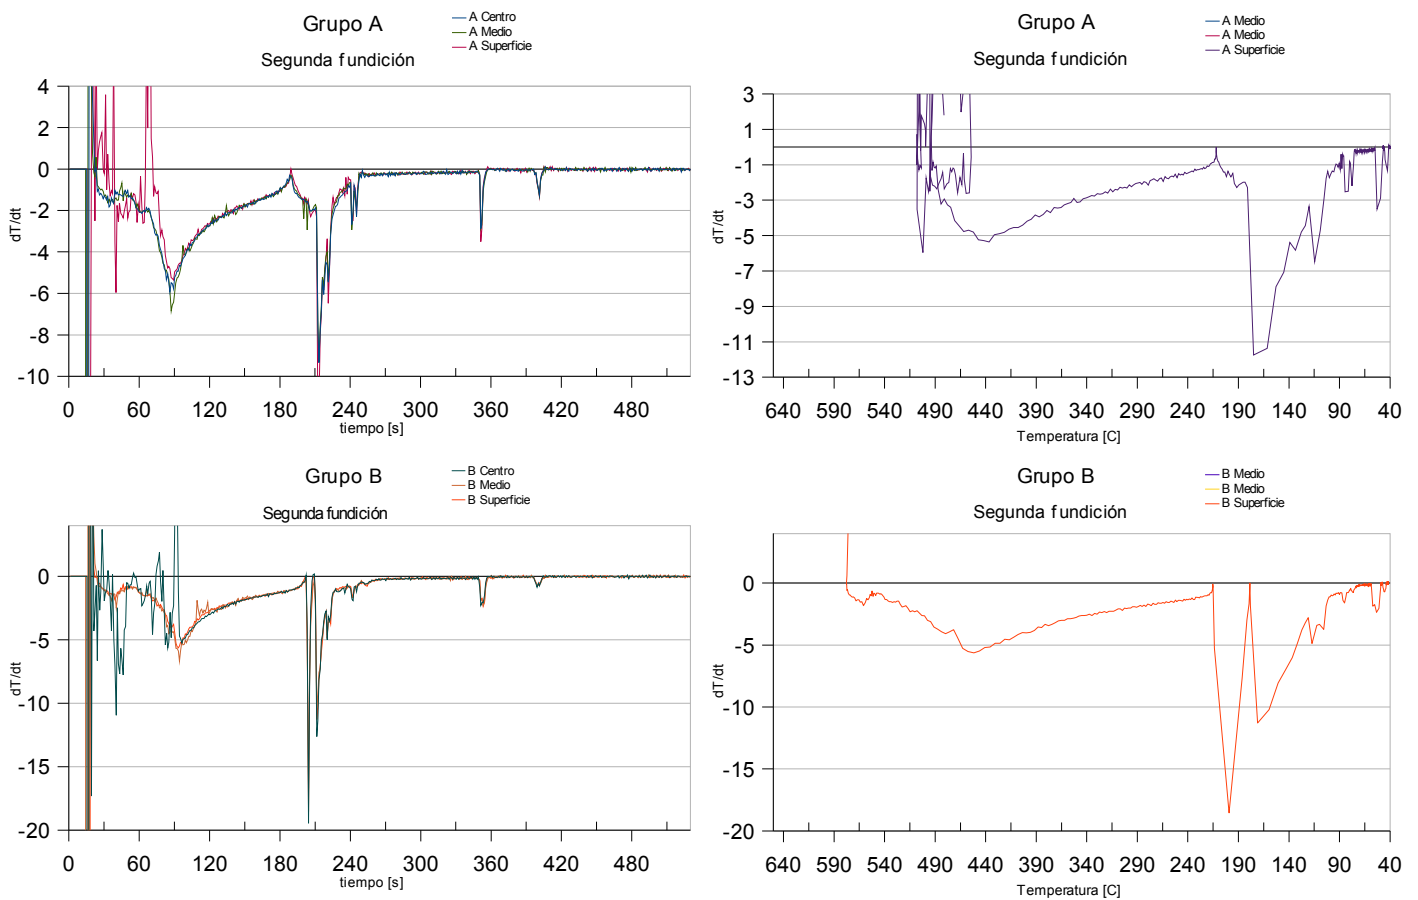 Grupo A
Segunda fundición
A Centro
A Medio
A Superficie
4
2
0
-2
-4
-6
-8
-10
dT/dt
0 60 120 180 240 300 360 420 480
tiempo [s]
Grupo A
Segunda fundición
A Medio
A Medio
A Superficie
3
1
-1
-3
-5
-7
-9
-11
-13
dT/dt
640 590 540 490 440 390 340 290 240 190 140 90 40
Temperatura [C]
Grupo B
Segunda fundición
B Centro
B Medio
B Superficie
0
-5
-10
-15
-20
dT/dt
0 60 120 180 240 300 360 420 480
tiempo [s]
Grupo B
Segunda fundición
B Medio
B Medio
B Superficie
0
-5
-10
-15
-20
dT/dt
640 590 540 490 440 390 340 290 240 190 140 90 40
Temperatura [C]